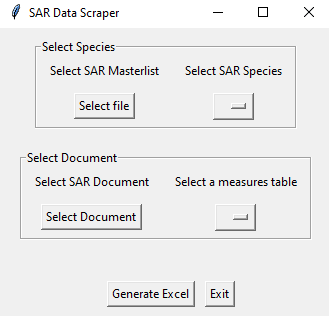 SAR Data Scraper
Select Species
Select SAR Masterlist Select SAR Species
Select file
Select Document
Select SAR Document Select a measures table
Select Document
Generate Excel Exit